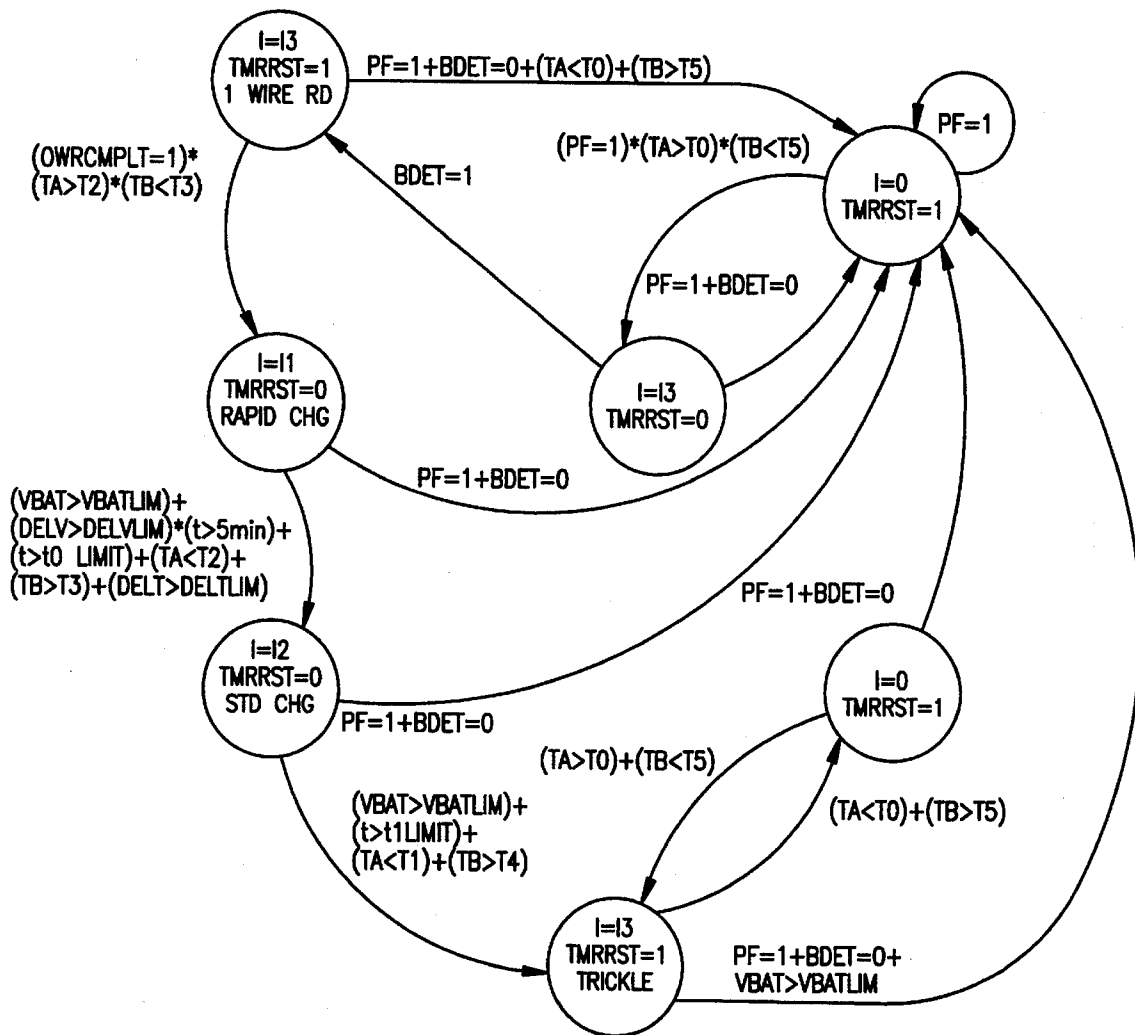 I=I3
TMRRST=1
1 WIRE RD
PF=1+BDET=0+(TA<T0)+(TB>T5)
PF=1
(PF=1)*(TA>T0)*(TB<T5)
(OWRCMPLT=1)*
(TA>T2)*(TB<T3)
BDET=1
I=0
TMRRST=1
PF=1+BDET=0
I=I1
TMRRST=0
RAPID CHG
I=I3
TMRRST=0
PF=1+BDET=0
(VBAT>VBATLIM)+
(DELV>DELVLIM)*(t>5min)+
(t>t0 LIMIT)+(TA<T2)+
(TB>T3)+(DELT>DELTLIM)
PF=1+BDET=0
I=I2
TMRRST=0
STD CHG
I=0
TMRRST=1
PF=1+BDET=0
(TA>T0)+(TB<T5)
(VBAT>VBATLIM)+
(t>t1LIMIT)+
(TA<T1)+(TB>T4)
(TA<T0)+(TB>T5)
I=I3
TMRRST=1
TRICKLE
PF=1+BDET=0+
VBAT>VBATLIM